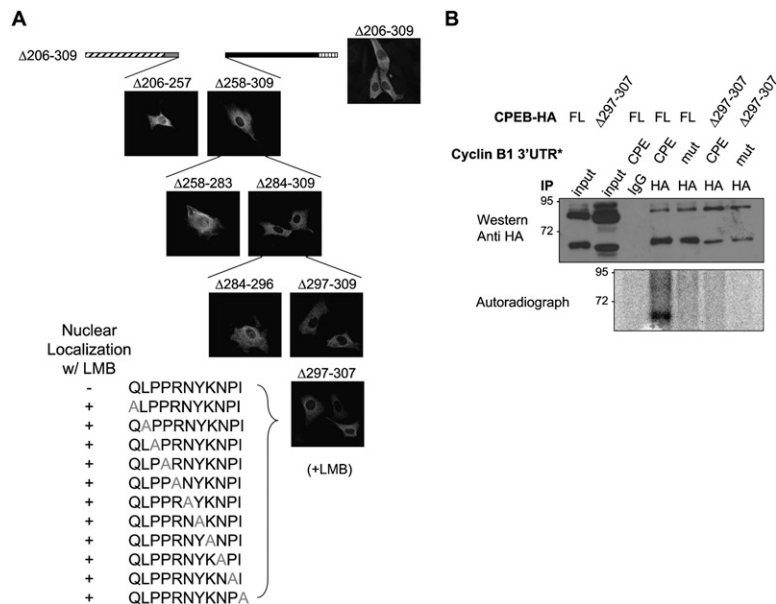 A
Δ206-309
Δ206-309
Δ206-257
Δ258-309
Δ258-283
Δ284-309
Δ284-296
Δ297-309
Nuclear
Localization
w/ LMB
Δ297-307
(+LMB)
- QLPPRNYKNPI
+ ALPPRNYKNPI
+ QAPPRNYKNPI
+ QLAPRNYKNPI
+ QLPARNYKNPI
+ QLPPANYKNPI
+ QLPPRAYKNPI
+ QLPPRNAKNPI
+ QLPPRNYANPI
+ QLPPRNYKAPI
+ QLPPRNYKNAI
+ QLPPRNYKNPA
B
CPEB-HA FL Δ297-307 FL FL FL Δ297-307 Δ297-307
Cyclin B1 3'UTR* CPE CPE mut CPE mut
IP input input IgG HA HA HA HA
Western
Anti HA
95
72
Autoradiograph
95
72